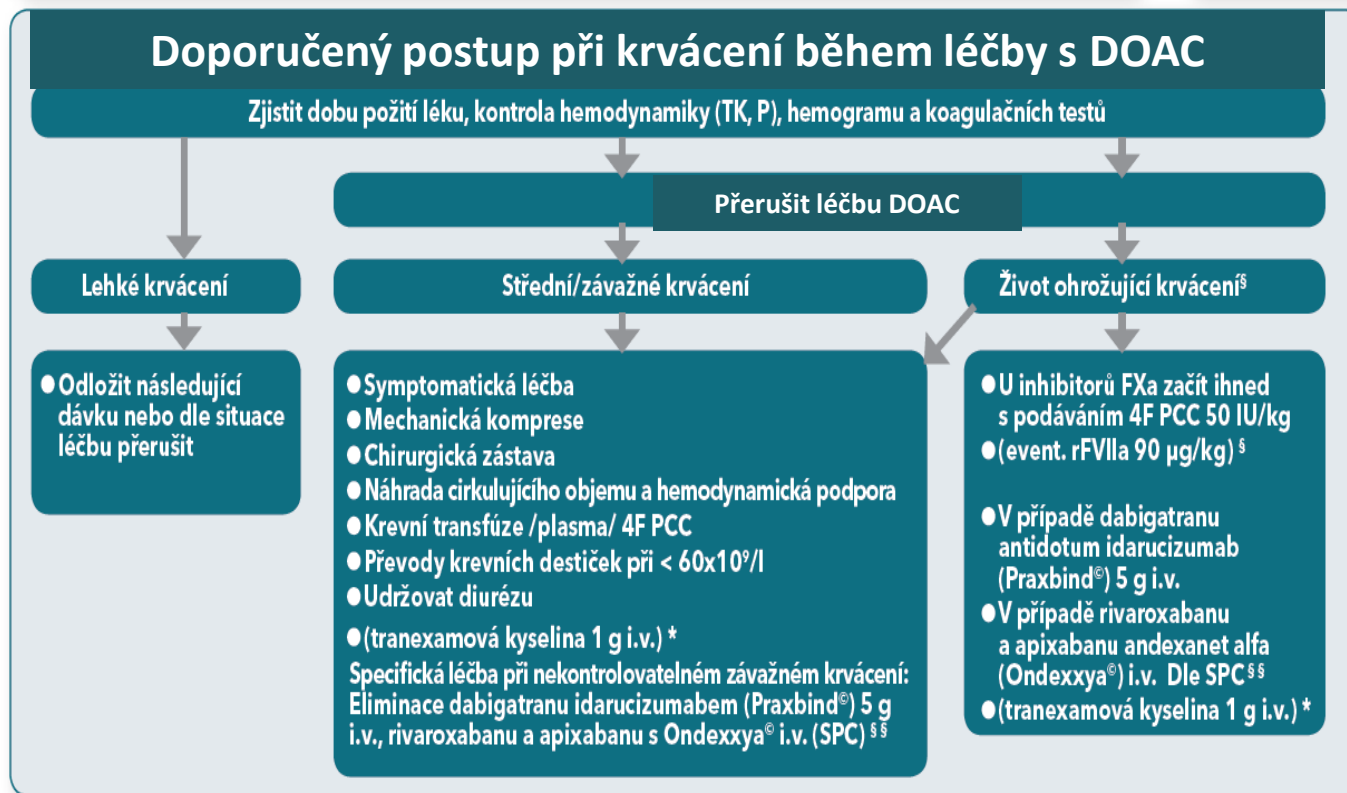 Doporučený postup při krvácení během léčby s DOAC
Zjistit dobu požití léku, kontrola hemodynamiky (TK, P), hemogramu a koagulačních testů
Přerušit léčbu DOAC
Lehké krvácení
Střední/závažné krvácení
Život ohrožující krvácení§
● Odložit následující
dávku nebo dle situace
léčbu přerušit
● Symptomatická léčba
● Mechanická komprese
● Chirurgická zástava
● Náhrada cirkulujícího objemu a hemodynamická podpora
● Krevní transfúze /plasma/ 4F PCC
● Převody krevních destiček při < 60x10⁹/l
● Udržovat diurézu
● (tranexamová kyselina 1 g i.v.) *
Specifická léčba při nekontrolovatelném závažném krvácení:
Eliminace dabigatranu idarucizumabem (Praxbind©) 5 g
i.v., rivaroxabanu a apixabanu s Ondexxya© i.v. (SPC) §§
● U inhibitorů FXa začít ihned
s podáváním 4F PCC 50 IU/kg
● (event. rFVIIa 90 µg/kg) §
● V případě dabigatranu
antidotum idarucizumab
(Praxbind©) 5 g i.v.
● V případě rivaroxabanu
a apixabanu andexanet alfa
(Ondexxya©) i.v. Dle SPC §§
● (tranexamová kyselina 1 g i.v.) *